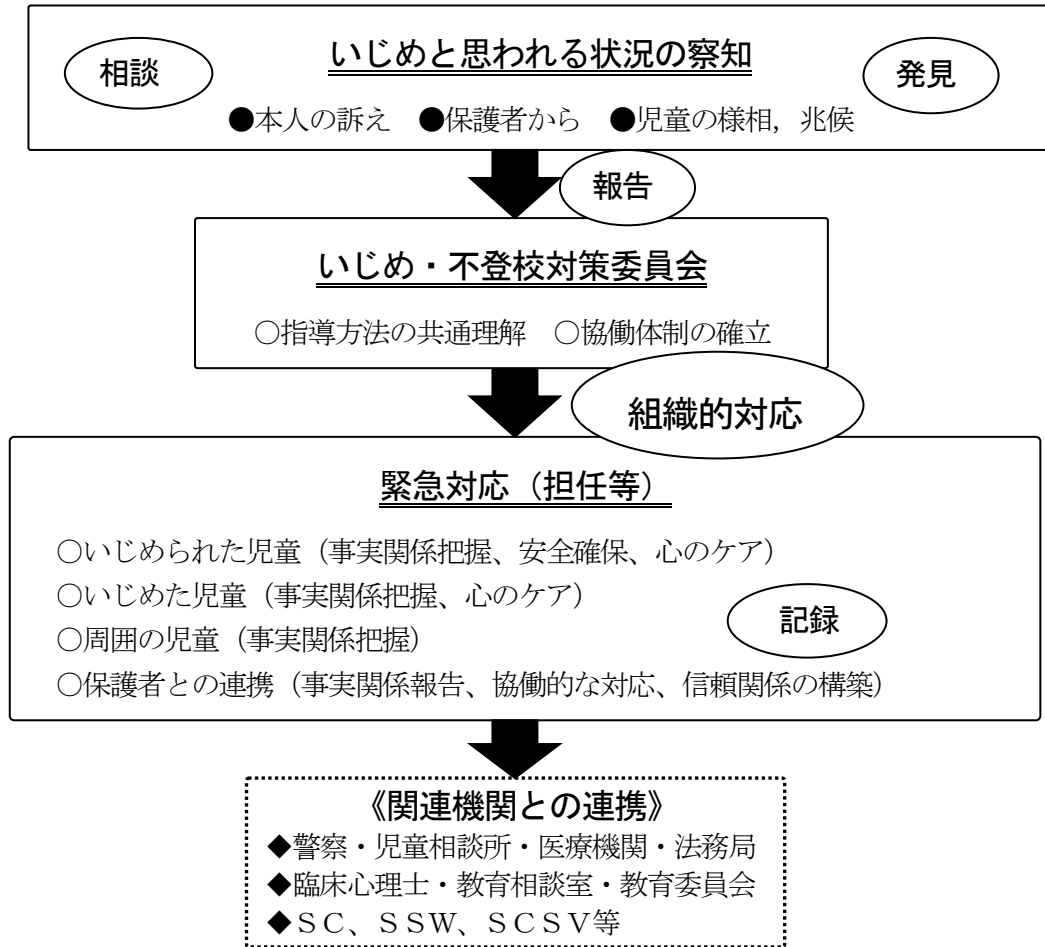 いじめと思われる状況の察知
相談
発見
●本人の訴え　●保護者から　●児童の様相，兆候
報告
いじめ・不登校対策委員会
○指導方法の共通理解　○協働体制の確立
組織的対応
緊急対応（担任等）
○いじめられた児童（事実関係把握、安全確保、心のケア）
○いじめた児童（事実関係把握、心のケア）
記録
○周囲の児童（事実関係把握）
○保護者との連携（事実関係報告、協働的な対応、信頼関係の構築）
《関連機関との連携》
◆警察・児童相談所・医療機関・法務局
◆臨床心理士・教育相談室・教育委員会
◆ＳＣ、ＳＳＷ、ＳＣＳＶ等